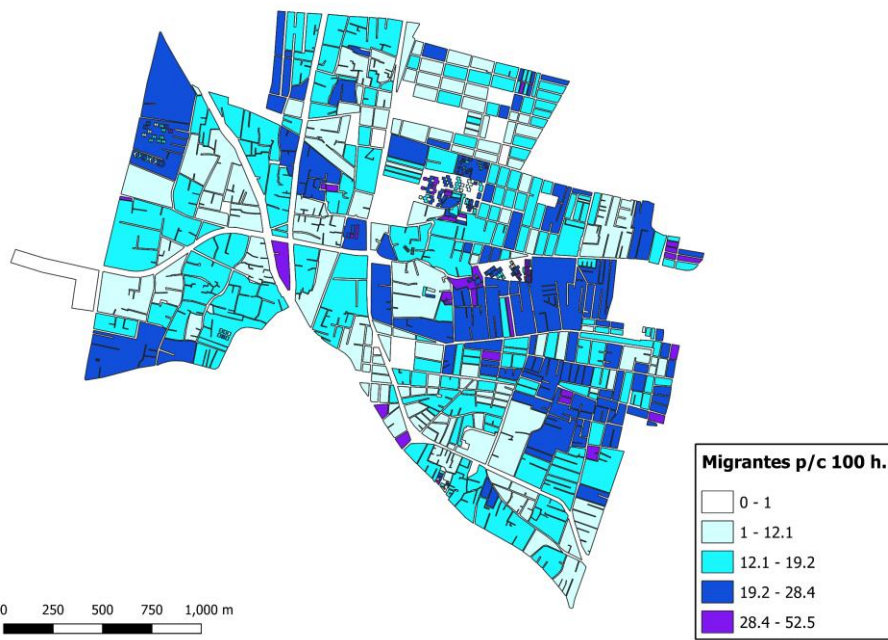 Migrantes p/c 100 h.
0 - 1
1 - 12.1
12.1 - 19.2
19.2 - 28.4
28.4 - 52.5
0 250 500 750 1,000 m